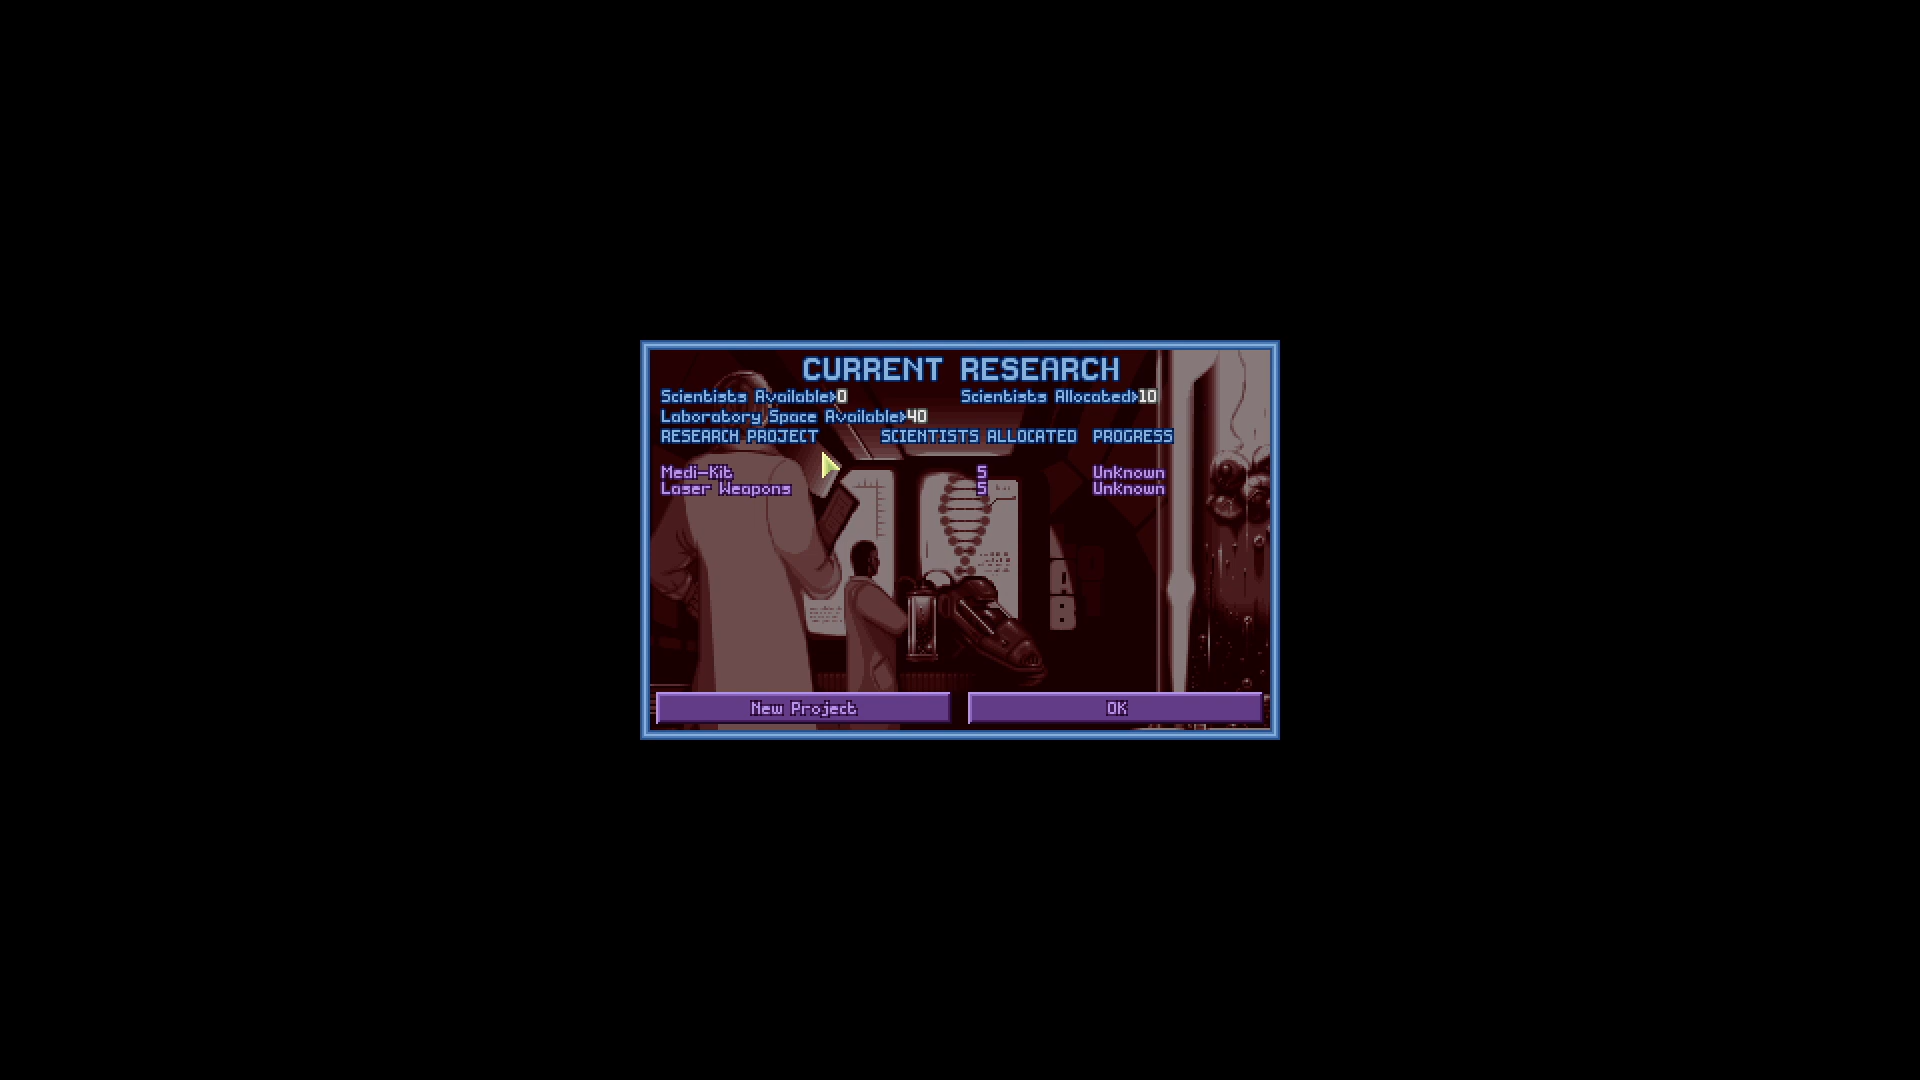 CURRENT RESEARCH
Scientists Available>0 Scientists Allocated>10
Laboratory Space Available>40
RESEARCH PROJECT SCIENTISTS ALLOCATED PROGRESS
Medi-Kit 5 Unknown
Laser Weapons 5 Unknown
A
B
New Project OK